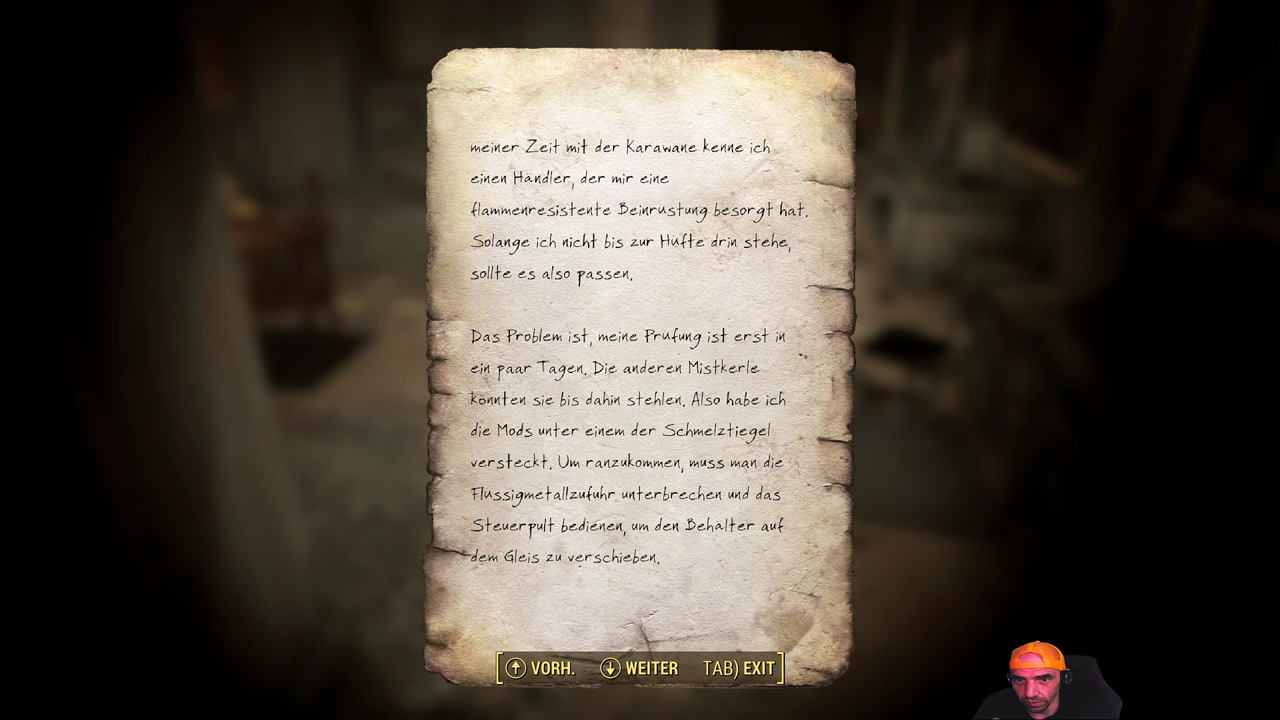 meiner Zeit mit der Karawane kenne ich
einen Händler, der mir eine
flammenresistente Beinrüstung besorgt hat.
Solange ich nicht bis zur Hüfte drin stehe,
sollte es also passen.
Das Problem ist, meine Prüfung ist erst in
ein paar Tagen. Die anderen Mistkerle
könnten sie bis dahin stehlen. Also habe ich
die Mods unter einem der Schmelztiegel
versteckt. Um ranzukommen, muss man die
Flüssigmetallzufuhr unterbrechen und das
Steuerpult bedienen, um den Behälter auf
dem Gleis zu verschieben.
VORH. WEITER TAB) EXIT